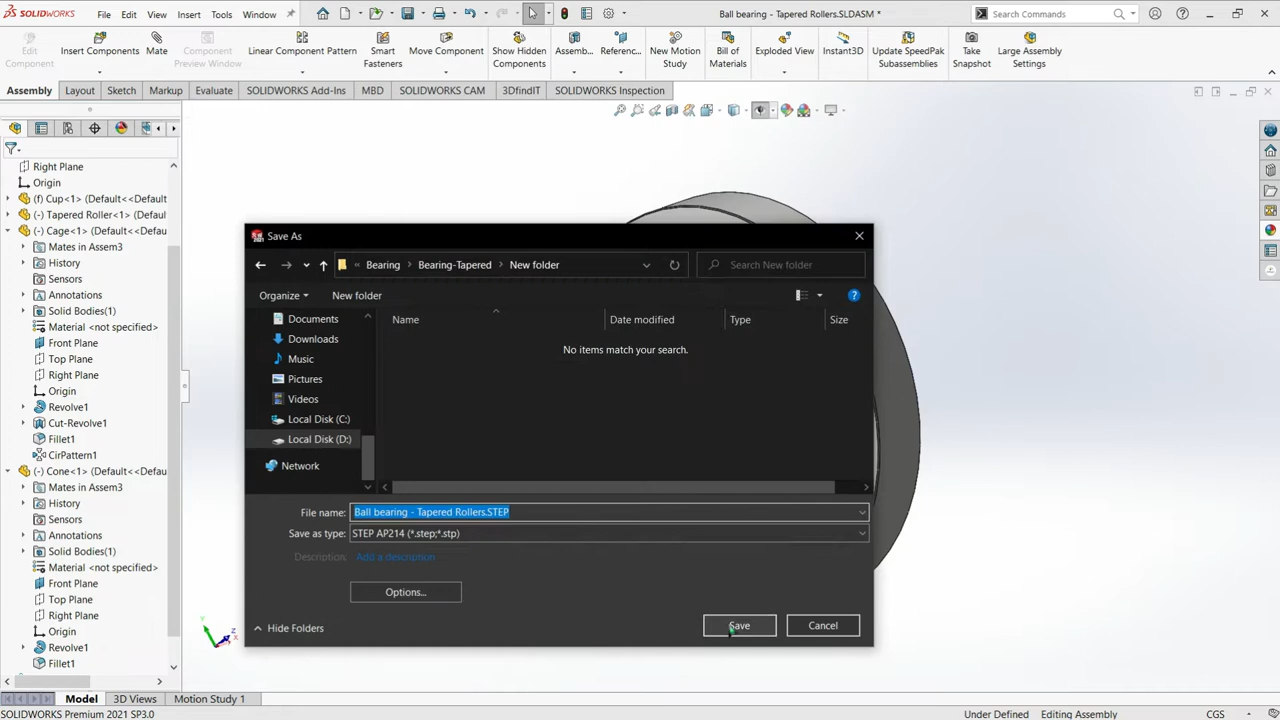 SOLIDWORKS
File
Edit
View
Insert
Tools
Window
Ball bearing - Tapered Rollers.SLDASM *
Search Commands
Edit
Component
Insert Components
Mate
Component
Preview Window
Linear Component Pattern
Smart
Fasteners
Move Component
Show Hidden
Components
Assemb...
Referenc...
New Motion
Study
Bill of
Materials
Exploded View
Instant3D
Update SpeedPak
Subassemblies
Take
Snapshot
Large Assembly
Settings
Assembly
Layout
Sketch
Markup
Evaluate
SOLIDWORKS Add-Ins
MBD
SOLIDWORKS CAM
3DfindIT
SOLIDWORKS Inspection
Right Plane
Origin
(f) Cup<1> (Default<<Default
(-) Tapered Roller<1> (Default
(-) Cage<1> (Default<<Defau
Mates in Assem3
History
Sensors
Annotations
Solid Bodies(1)
Material <not specified>
Front Plane
Top Plane
Right Plane
Origin
Revolve1
Cut-Revolve1
Fillet1
CirPattern1
(-) Cone<1> (Default<<Defau
Mates in Assem3
History
Sensors
Annotations
Solid Bodies(1)
Material <not specified>
Front Plane
Top Plane
Right Plane
Origin
Revolve1
Fillet1
Save As
« Bearing > Bearing-Tapered > New folder
Search New folder
Organize
New folder
Documents
Downloads
Music
Pictures
Videos
Local Disk (C:)
Local Disk (D:)
Network
Name
Date modified
Type
Size
No items match your search.
File name:
Ball bearing - Tapered Rollers.STEP
Save as type:
STEP AP214 (*.step;*.stp)
Description:
Add a description
Options...
Hide Folders
Save
Cancel
Y
Z
X
Model
3D Views
Motion Study 1
SOLIDWORKS Premium 2021 SP3.0
Under Defined
Editing Assembly
CGS